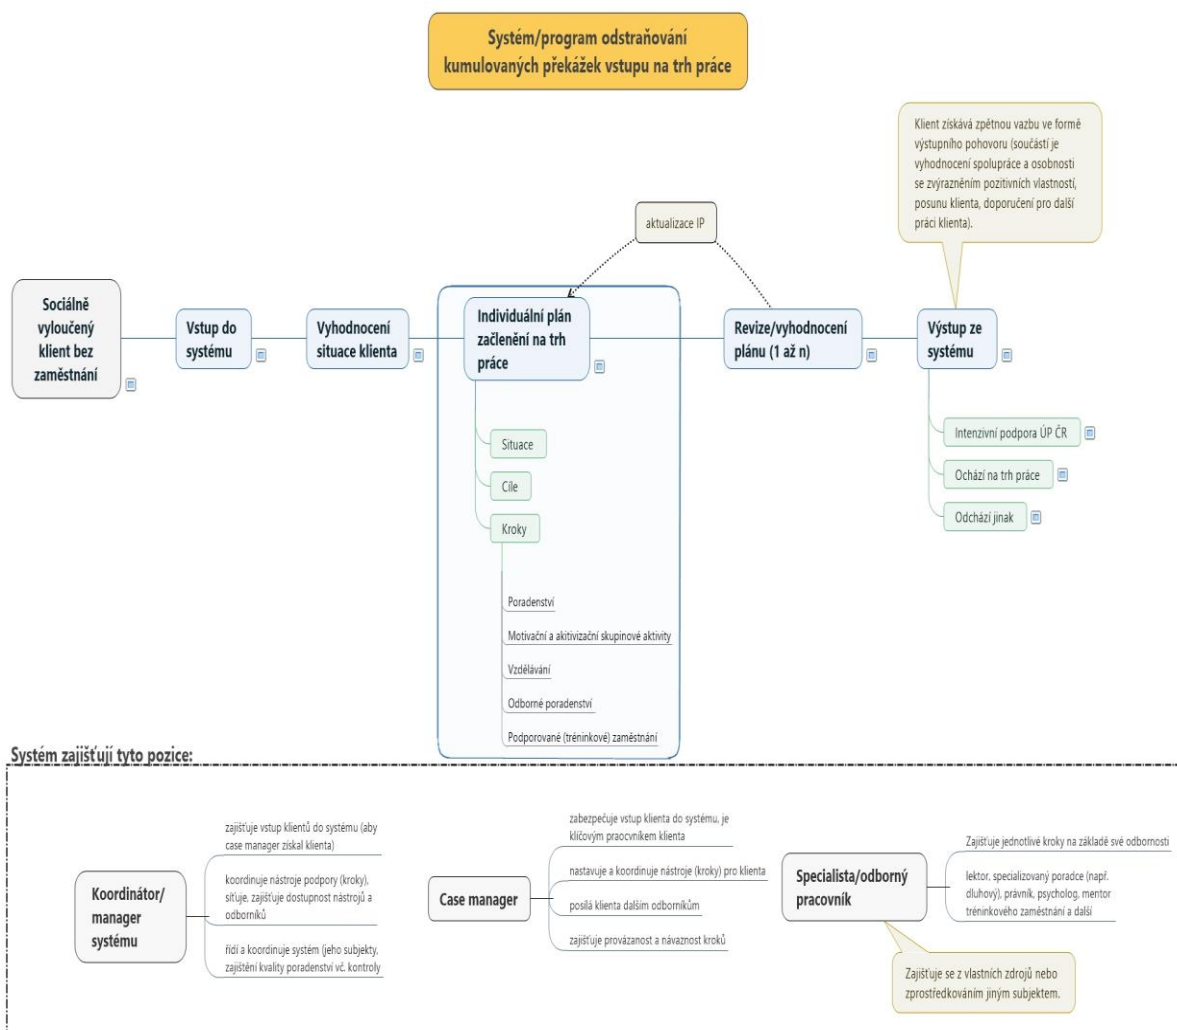 Systém/program odstraňování
kumulovaných překážek vstupu na trh práce
Klient získává zpětnou vazbu ve formě
výstupního pohovoru (součástí je
vyhodnocení spolupráce a osobnosti
se zvýrazněním pozitivních vlastností,
posunu klienta, doporučení pro další
práci klienta).
aktualizace IP
Sociálně
vyloučený
klient bez
zaměstnání
Vstup do
systému
Vyhodnocení
situace klienta
Individuální plán
začlenění na trh
práce
Revize/vyhodnocení
plánu (1 až n)
Výstup ze
systému
Situace
Cíle
Kroky
Poradenství
Motivační a akitivizační skupinové aktivity
Vzdělávání
Odborné poradenství
Podporované (tréninkové) zaměstnání
Intenzivní podpora ÚP ČR
Ochází na trh práce
Odchází jinak
Systém zajišťují tyto pozice:
Koordinátor/
manager
systému
zajišťuje vstup klientů do systému (aby
case manager získal klienta)
koordinuje nástroje podpory (kroky),
síťuje, zajišťuje dostupnost nástrojů a
odborníků
řídí a koordinuje systém (jeho subjekty,
zajištění kvality poradenství vč. kontroly
Case manager
zabezpečuje vstup klienta do systému, je
klíčovým praocvníkem klienta
nastavuje a koordinuje nástroje (kroky) pro klienta
posílá klienta dalším odborníkům
zajišťuje provázanost a návaznost kroků
Specialista/odborný
pracovník
Zajišťuje jednotlivé kroky na základě své odbornosti
lektor, specializovaný poradce (např.
dluhový), právník, psycholog, mentor
tréninkového zaměstnání a další
Zajišťuje se z vlastních zdrojů nebo
zprostředkováním jiným subjektem.